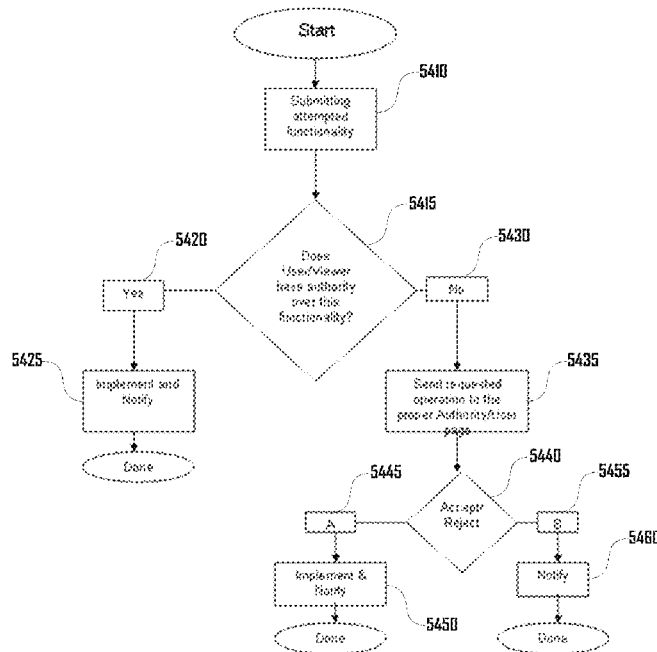 Start
5410
Submitting
attempted
functionality
5415
Does
User/Viewer
have authority
over this
functionality?
5420
Yes
5430
No
5425
Implement and
Notify
Done
5435
Send requested
operation to the
proper Authority/User
page
5440
Accept/
Reject
5445
A
5455
B
Implement &
Notify
5450
Done
Notify
5460
Done